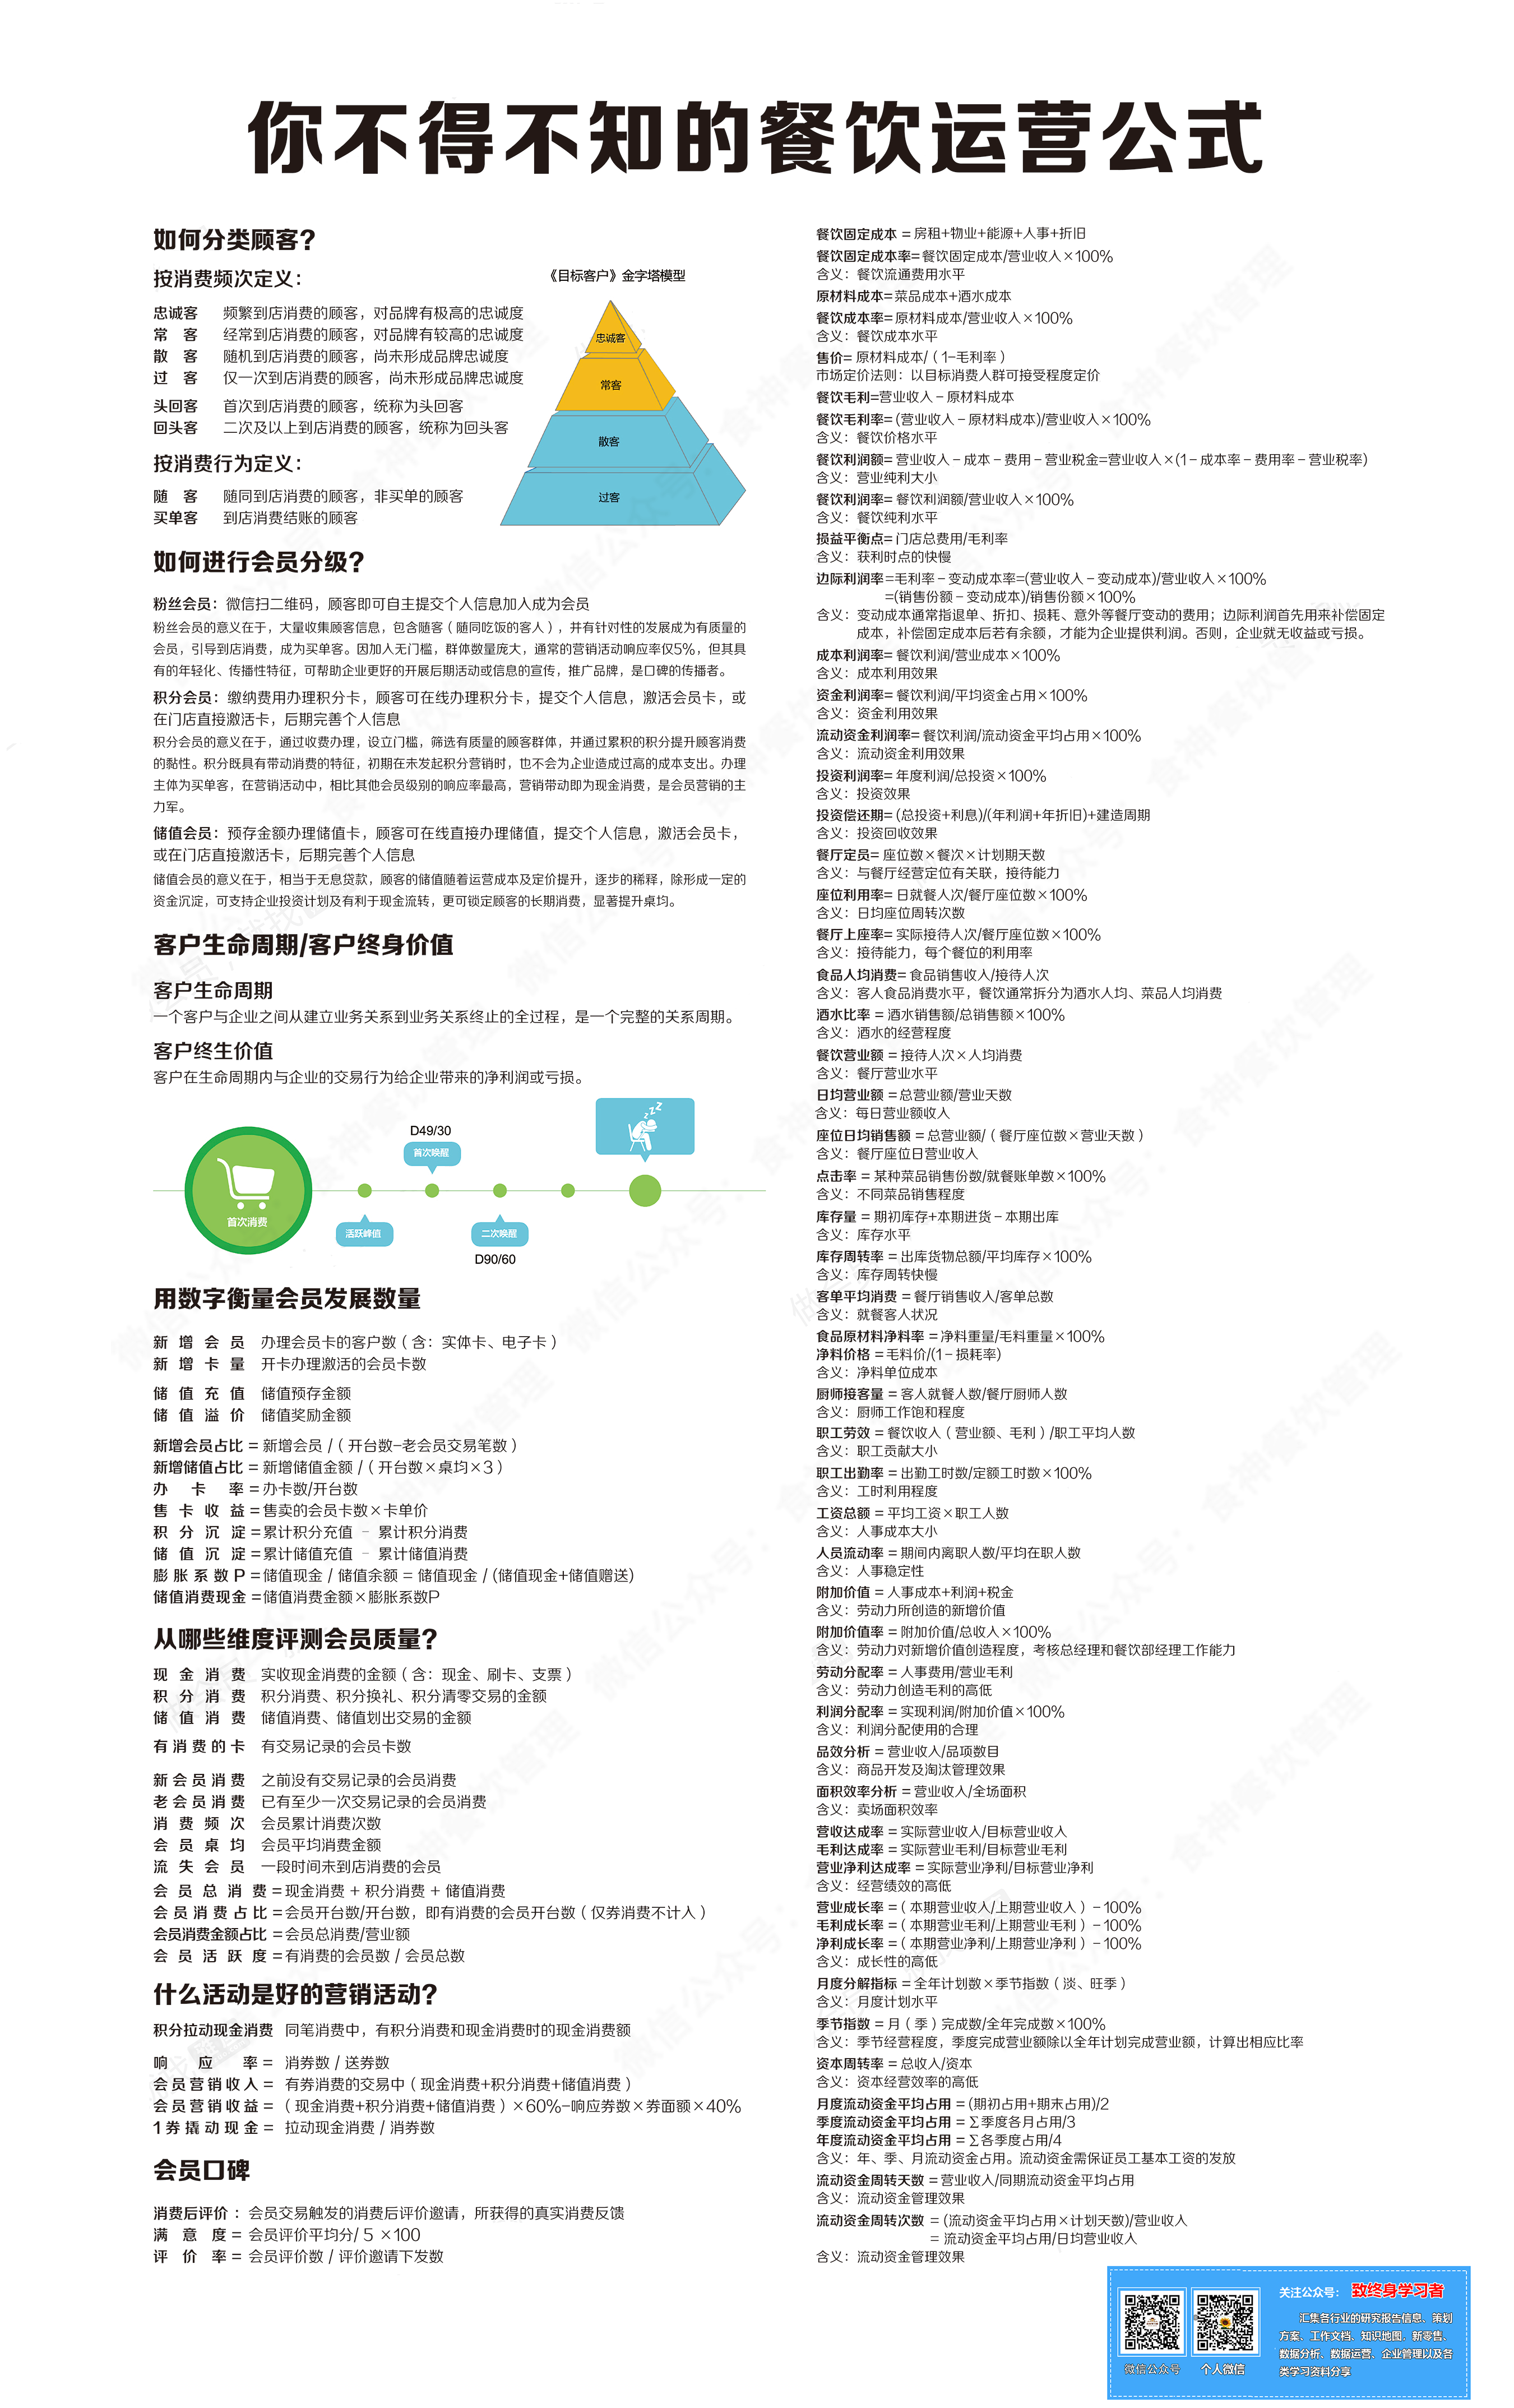 你不得不知的餐饮运营公式
如何分类顾客?
按消费频次定义：
忠诚客 频繁到店消费的顾客，对品牌有极高的忠诚度
常 客 经常到店消费的顾客，对品牌有较高的忠诚度
散 客 随机到店消费的顾客，尚未形成品牌忠诚度
过 客 仅一次到店消费的顾客，尚未形成品牌忠诚度
头回客 首次到店消费的顾客，统称为头回客
回头客 二次及以上到店消费的顾客，统称为回头客
按消费行为定义：
随 客 随同到店消费的顾客，非买单的顾客
买单客 到店消费结账的顾客
《目标客户》金字塔模型
忠诚客
常客
散客
过客
如何进行会员分级?
粉丝会员：微信扫二维码，顾客即可自主提交个人信息加入成为会员
粉丝会员的意义在于，大量收集顾客信息，包含随客（随同吃饭的客人），并有针对性的发展成为有质量的
会员，引导到店消费，成为买单客。因加入无门槛，群体数量庞大，通常的营销活动响应率仅5%，但其具
有的年轻化、传播性特征，可帮助企业更好的开展后期活动或信息的宣传，推广品牌，是口碑的传播者。
积分会员：缴纳费用办理积分卡，顾客可在线办理积分卡，提交个人信息，激活会员卡，或
在门店直接激活卡，后期完善个人信息
积分会员的意义在于，通过收费办理，设立门槛，筛选有质量的顾客群体，并通过累积的积分提升顾客消费
的黏性。积分既具有带动消费的特征，初期在未发起积分营销时，也不会为企业造成过高的成本支出。办理
主体为买单客，在营销活动中，相比其他会员级别的响应率最高，营销带动即为现金消费，是会员营销的主
力军。
储值会员：预存金额办理储值卡，顾客可在线直接办理储值，提交个人信息，激活会员卡，
或在门店直接激活卡，后期完善个人信息
储值会员的意义在于，相当于无息贷款，顾客的储值随着运营成本及定价提升，逐步的稀释，除形成一定的
资金沉淀，可支持企业投资计划及有利于现金流转，更可锁定顾客的长期消费，显著提升桌均。
客户生命周期/客户终身价值
客户生命周期
一个客户与企业之间从建立业务关系到业务关系终止的全过程，是一个完整的关系周期。
客户终生价值
客户在生命周期内与企业的交易行为给企业带来的净利润或亏损。
首次消费
活跃峰值
D49/30
首次唤醒
二次唤醒
D90/60
zzz
用数字衡量会员发展数量
新增会员 办理会员卡的客户数（含：实体卡、电子卡）
新增卡量 开卡办理激活的会员卡数
储值充值 储值预存金额
储值溢价 储值奖励金额
新增会员占比 = 新增会员 /（开台数-老会员交易笔数）
新增储值占比 = 新增储值金额 /（开台数×桌均×3）
办卡率 = 办卡数/开台数
售卡收益 = 售卖的会员卡数×卡单价
积分沉淀 = 累计积分充值 - 累计积分消费
储值沉淀 = 累计储值充值 - 累计储值消费
膨胀系数P = 储值现金 / 储值余额 = 储值现金 / (储值现金+储值赠送)
储值消费现金 = 储值消费金额×膨胀系数P
从哪些维度评测会员质量?
现金消费 实收现金消费的金额（含：现金、刷卡、支票）
积分消费 积分消费、积分换礼、积分清零交易的金额
储值消费 储值消费、储值划出交易的金额
有消费的卡 有交易记录的会员卡数
新会员消费 之前没有交易记录的会员消费
老会员消费 已有至少一次交易记录的会员消费
消费频次 会员累计消费次数
会员桌均 会员平均消费金额
流失会员 一段时间未到店消费的会员
会员总消费 = 现金消费 + 积分消费 + 储值消费
会员消费占比 = 会员开台数/开台数，即有消费的会员开台数（仅券消费不计入）
会员消费金额占比 = 会员总消费/营业额
会员活跃度 = 有消费的会员数 / 会员总数
什么活动是好的营销活动?
积分拉动现金消费 同笔消费中，有积分消费和现金消费时的现金消费额
响应率 = 消券数 / 送券数
会员营销收入 = 有券消费的交易中（现金消费+积分消费+储值消费）
会员营销收益 =（现金消费+积分消费+储值消费）×60%-响应券数×券面额×40%
1券撬动现金 = 拉动现金消费 / 消券数
会员口碑
消费后评价：会员交易触发的消费后评价邀请，所获得的真实消费反馈
满意度 = 会员评价平均分/ 5 ×100
评价率 = 会员评价数 / 评价邀请下发数
餐饮固定成本 = 房租+物业+能源+人事+折旧
餐饮固定成本率= 餐饮固定成本/营业收入×100%
含义：餐饮流通费用水平
原材料成本= 菜品成本+酒水成本
餐饮成本率= 原材料成本/营业收入×100%
含义：餐饮成本水平
售价= 原材料成本/（1-毛利率）
市场定价法则：以目标消费人群可接受程度定价
餐饮毛利=营业收入－原材料成本
餐饮毛利率= (营业收入－原材料成本)/营业收入×100%
含义：餐饮价格水平
餐饮利润额= 营业收入－成本－费用－营业税金=营业收入×(1－成本率－费用率－营业税率)
含义：营业纯利大小
餐饮利润率= 餐饮利润额/营业收入×100%
含义：餐饮纯利水平
损益平衡点= 门店总费用/毛利率
含义：获利时点的快慢
边际利润率=毛利率－变动成本率=(营业收入－变动成本)/营业收入×100%
=(销售份额－变动成本)/销售份额×100%
含义：变动成本通常指退单、折扣、损耗、意外等餐厅变动的费用；边际利润首先用来补偿固定
成本，补偿固定成本后若有余额，才能为企业提供利润。否则，企业就无收益或亏损。
成本利润率= 餐饮利润/营业成本×100%
含义：成本利用效果
资金利润率= 餐饮利润/平均资金占用×100%
含义：资金利用效果
流动资金利润率= 餐饮利润/流动资金平均占用×100%
含义：流动资金利用效果
投资利润率= 年度利润/总投资×100%
含义：投资效果
投资偿还期= (总投资+利息)/(年利润+年折旧)+建造周期
含义：投资回收效果
餐厅定员= 座位数×餐次×计划期天数
含义：与餐厅经营定位有关联，接待能力
座位利用率= 日就餐人次/餐厅座位数×100%
含义：日均座位周转次数
餐厅上座率= 实际接待人次/餐厅座位数×100%
含义：接待能力，每个餐位的利用率
食品人均消费= 食品销售收入/接待人次
含义：客人食品消费水平，餐饮通常拆分为酒水人均、菜品人均消费
酒水比率 = 酒水销售额/总销售额×100%
含义：酒水的经营程度
餐饮营业额 = 接待人次×人均消费
含义：餐厅营业水平
日均营业额 = 总营业额/营业天数
含义：每日营业额收入
座位日均销售额 = 总营业额/（餐厅座位数×营业天数）
含义：餐厅座位日营业收入
点击率 = 某种菜品销售份数/就餐账单数×100%
含义：不同菜品销售程度
库存量 = 期初库存+本期进货－本期出库
含义：库存水平
库存周转率 = 出库货物总额/平均库存×100%
含义：库存周转快慢
客单平均消费 = 餐厅销售收入/客单总数
含义：就餐客人状况
食品原材料净料率 = 净料重量/毛料重量×100%
净料价格 = 毛料价/(1－损耗率)
含义：净料单位成本
厨师接客量 = 客人就餐人数/餐厅厨师人数
含义：厨师工作饱和程度
职工劳效 = 餐饮收入（营业额、毛利）/职工平均人数
含义：职工贡献大小
职工出勤率 = 出勤工时数/定额工时数×100%
含义：工时利用程度
工资总额 = 平均工资×职工人数
含义：人事成本大小
人员流动率 = 期间内离职人数/平均在职人数
含义：人事稳定性
附加价值 = 人事成本+利润+税金
含义：劳动力所创造的新增价值
附加价值率 = 附加价值/总收入×100%
含义：劳动力对新增价值创造程度，考核总经理和餐饮部经理工作能力
劳动分配率 = 人事费用/营业毛利
含义：劳动力创造毛利的高低
利润分配率 = 实现利润/附加价值×100%
含义：利润分配使用的合理
品效分析 = 营业收入/品项数目
含义：商品开发及淘汰管理效果
面积效率分析 = 营业收入/全场面积
含义：卖场面积效率
营收达成率 = 实际营业收入/目标营业收入
毛利达成率 = 实际营业毛利/目标营业毛利
营业净利达成率 = 实际营业净利/目标营业净利
含义：经营绩效的高低
营业成长率 =（本期营业收入/上期营业收入）－100%
毛利成长率 =（本期营业毛利/上期营业毛利）－100%
净利成长率 =（本期营业净利/上期营业净利）－100%
含义：成长性的高低
月度分解指标 = 全年计划数×季节指数（淡、旺季）
含义：月度计划水平
季节指数 = 月（季）完成数/全年完成数×100%
含义：季节经营程度，季度完成营业额除以全年计划完成营业额，计算出相应比率
资本周转率 = 总收入/资本
含义：资本经营效率的高低
月度流动资金平均占用 = (期初占用+期末占用)/2
季度流动资金平均占用 = ∑季度各月占用/3
年度流动资金平均占用 = ∑各季度占用/4
含义：年、季、月流动资金占用。流动资金需保证员工基本工资的发放
流动资金周转天数 = 营业收入/同期流动资金平均占用
含义：流动资金管理效果
流动资金周转次数 = (流动资金平均占用×计划天数)/营业收入
= 流动资金平均占用/日均营业收入
含义：流动资金管理效果
微信公众号
个人微信
关注公众号： 致终身学习者
汇集各行业的研究报告信息、策划
方案、工作文档、知识地图、新零售、
数据分析、数据运营、企业管理以及各
类学习资料分享
微信公众号：食神餐饮管理